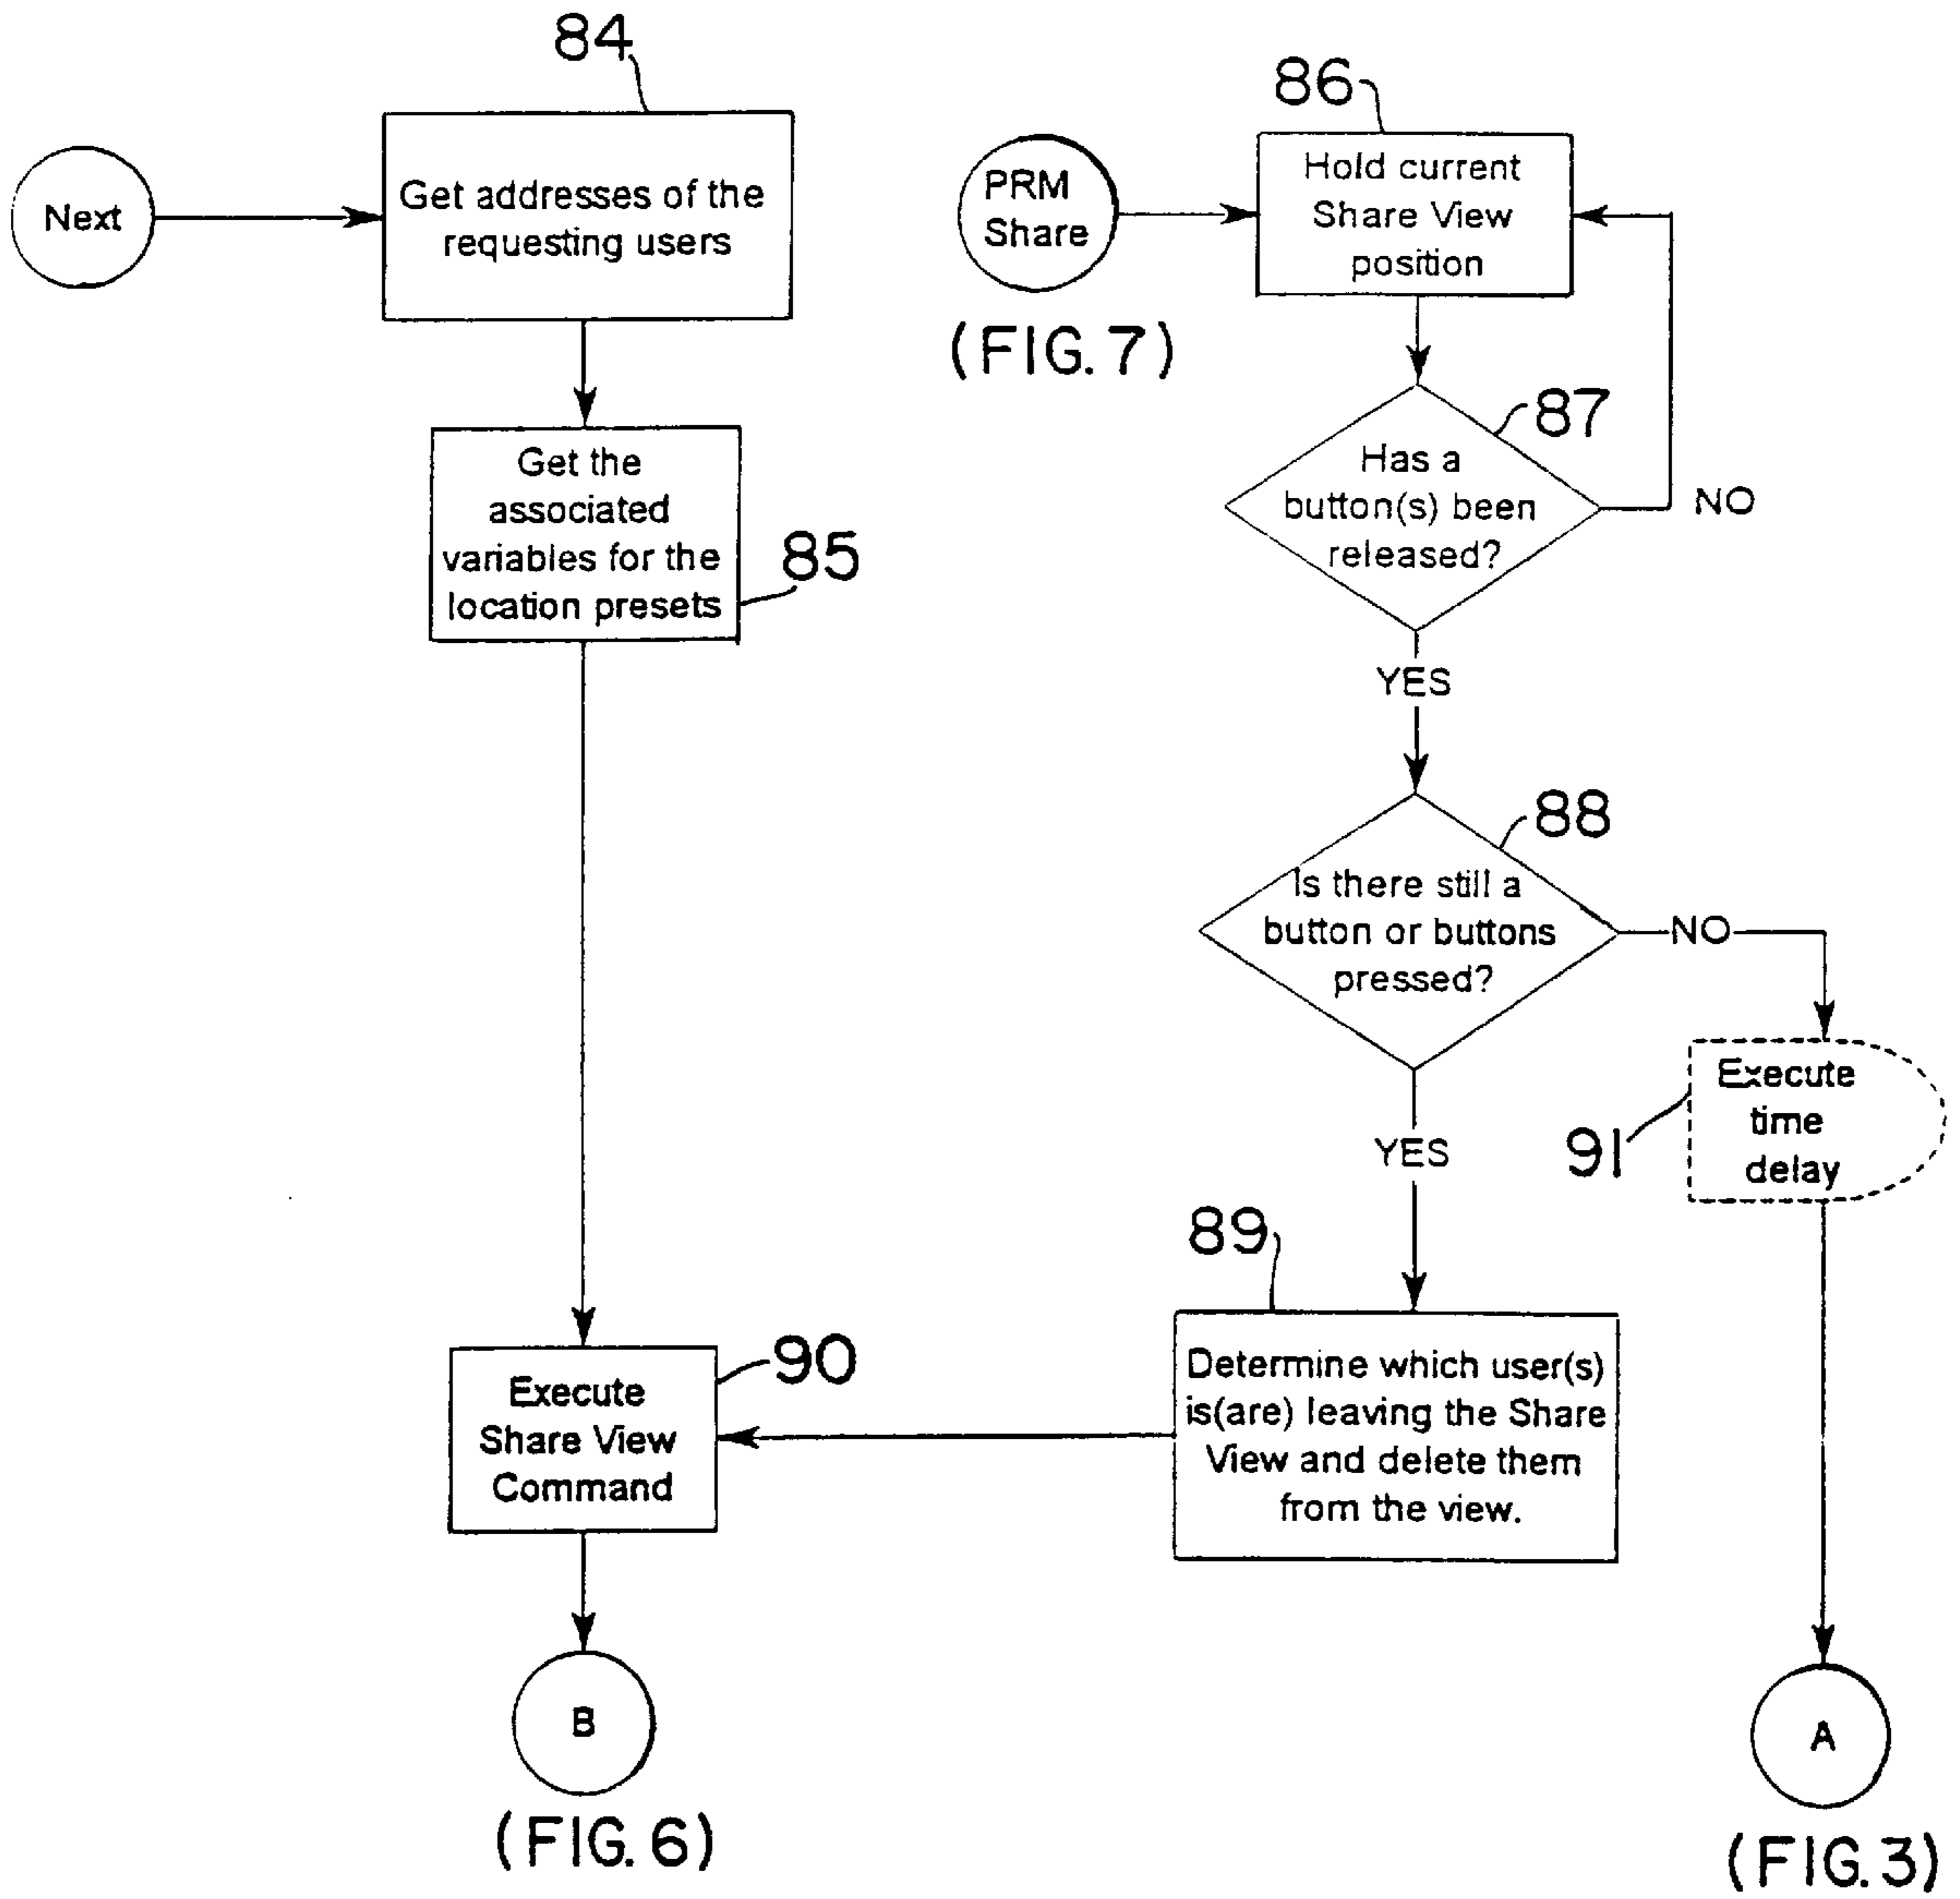 84
Next
Get addresses of the
requesting users
Get the
associated
variables for the
location presets
85
90
Execute
Share View
Command
B
(FIG. 6)
86
PRM
Share
(FIG. 7)
Hold current
Share View
position
87
Has a
button(s) been
released?
NO
YES
88
Is there still a
button or buttons
pressed?
NO
YES
Execute
time
delay
91
89
Determine which user(s)
is(are) leaving the Share
View and delete them
from the view.
A
(FIG. 3)